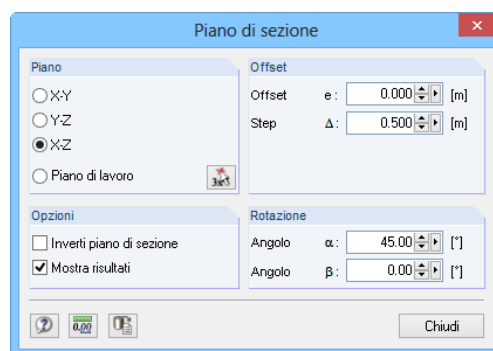 Piano di sezione
Piano
X-Y
Y-Z
X-Z
Piano di lavoro
Offset
Offset e : 0.000 [m]
Step Δ : 0.500 [m]
Opzioni
Inverti piano di sezione
Mostra risultati
Rotazione
Angolo α : 45.00 [°]
Angolo β : 0.00 [°]
0.00
Chiudi